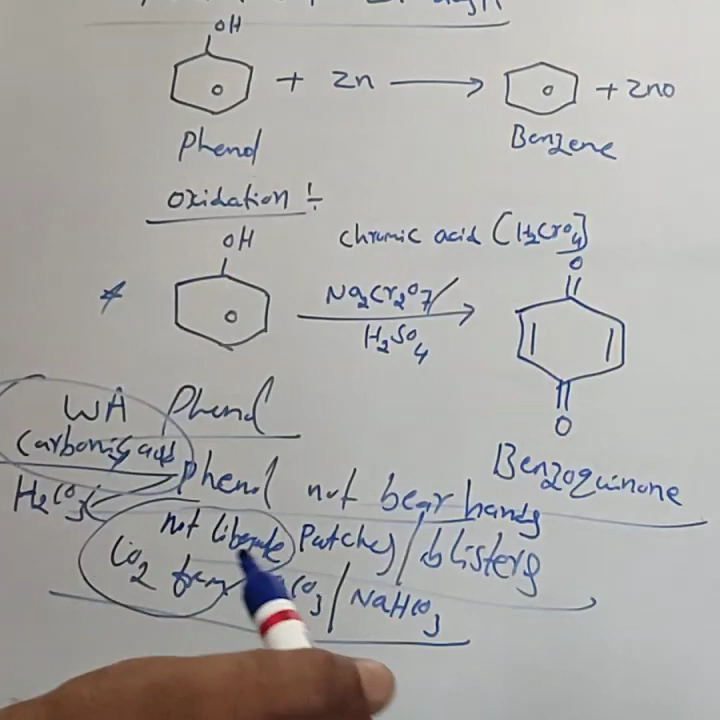 OH
+ Zn ⟶ + ZnO
Phenol Benzene
Oxidation :-
OH chromic acid (H2CrO4]
O
Na2Cr2O7/
H2SO4
O
WA Phenol
Carbonic acid
Benzoquinone
H2CO3 Phenol not bear hands
not liberate Patches/blisters
CO2 from CO3/NaHCO3